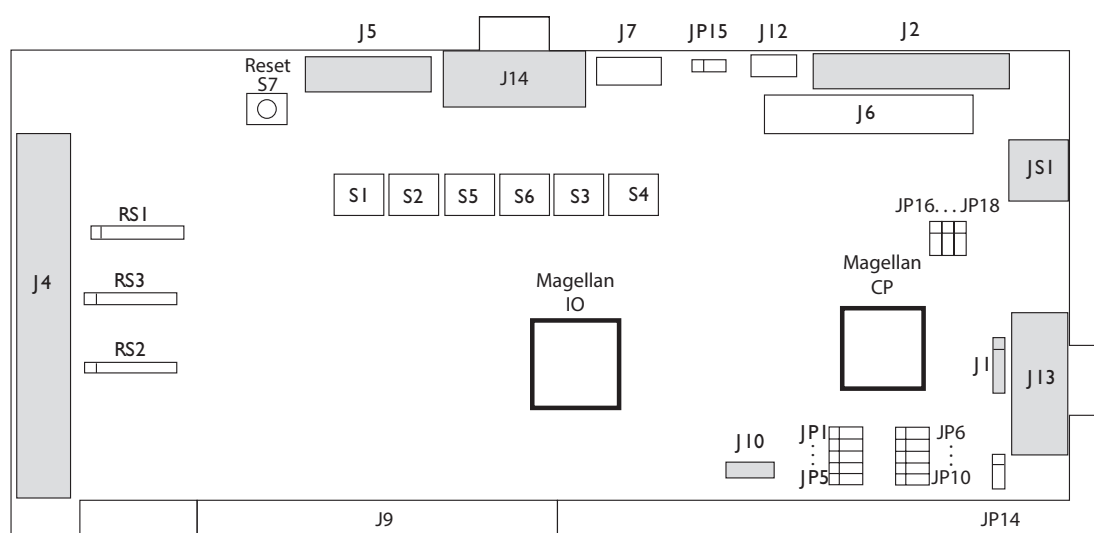 J5
J7
JP15
J12
J2
Reset
S7
J14
J6
JS1
S1
S2
S5
S6
S3
S4
JP16...JP18
RS1
Magellan
CP
Magellan
IO
RS3
J4
RS2
J1
J13
J10
JP1
JP6
JP5
JP10
J9
JP14